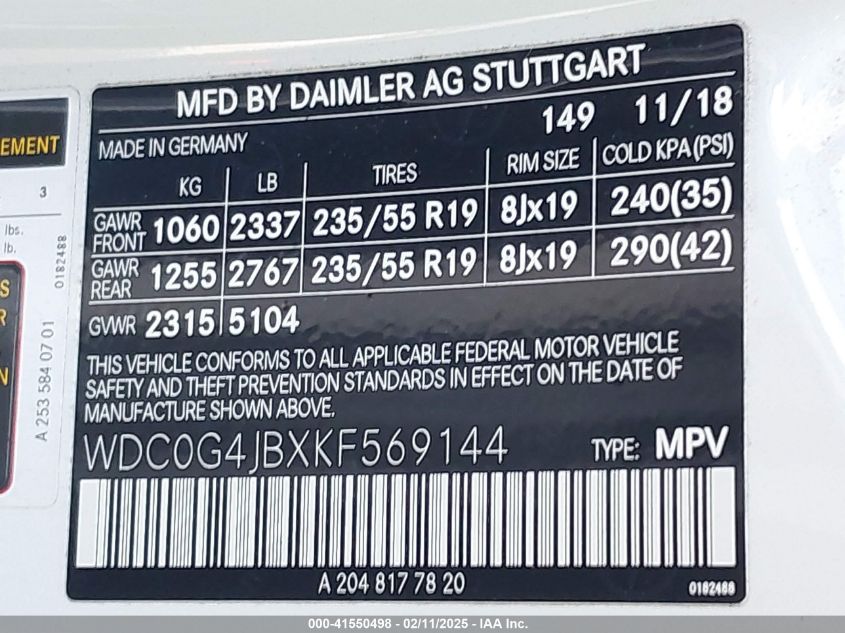 MFD BY DAIMLER AG STUTTGART
MADE IN GERMANY 149 11/18
KG LB TIRES RIM SIZE COLD KPA (PSI)
GAWR FRONT 1060 2337 235/55 R19 8Jx19 240(35)
GAWR REAR 1255 2767 235/55 R19 8Jx19 290(42)
GVWR 2315 5104
THIS VEHICLE CONFORMS TO ALL APPLICABLE FEDERAL MOTOR VEHICLE
SAFETY AND THEFT PREVENTION STANDARDS IN EFFECT ON THE DATE OF
MANUFACTURE SHOWN ABOVE.
WDC0G4JBXKF569144 TYPE: MPV
A 204 817 78 20 0182488
EMENT
3
lbs.
lb.
0182488
S
R
N
A 253 584 07 01
000-41550498 - 02/11/2025 - IAA Inc.